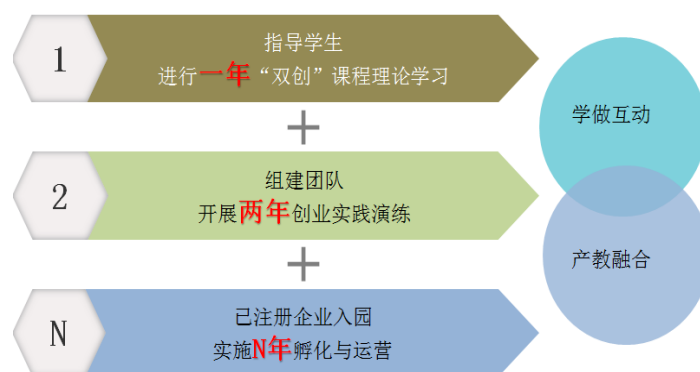 1
指导学生
进行一年“双创”课程理论学习
+
2
组建团队
开展两年创业实践演练
+
N
已注册企业入园
实施N年孵化与运营
学做互动
产教融合